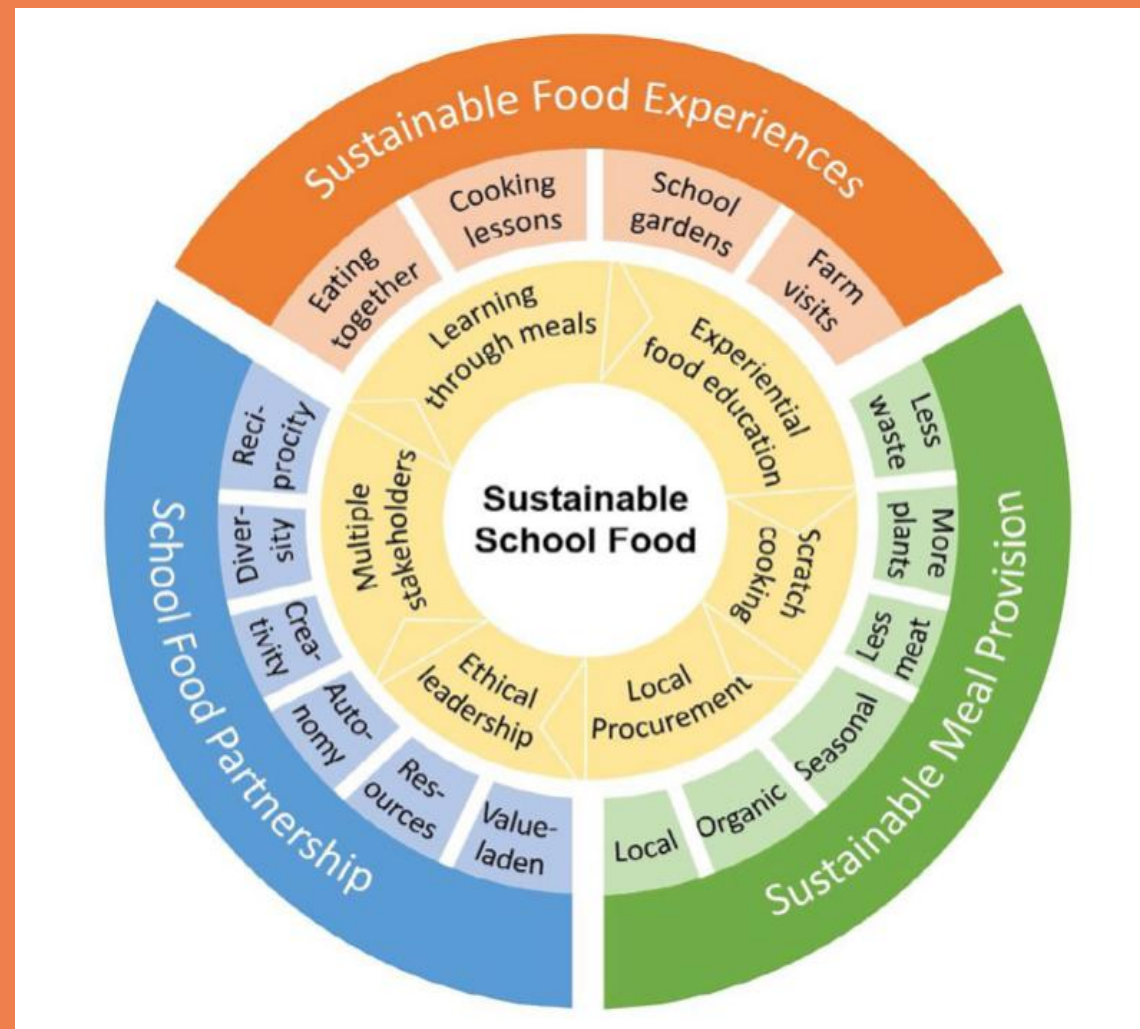 Sustainable Food Experiences
Eating
together
Cooking
lessons
School
gardens
Farm
visits
Learning
through meals
Experiential
food education
Scratch
cooking
Local
Procurement
Ethical
leadership
Multiple
stakeholders
Sustainable
School Food
Sustainable Meal Provision
Less
waste
More
plants
Less
meat
Seasonal
Organic
Local
School Food Partnership
Reci-
procity
Diver-
sity
Crea-
tivity
Auto-
nomy
Res-
ources
Value-
laden